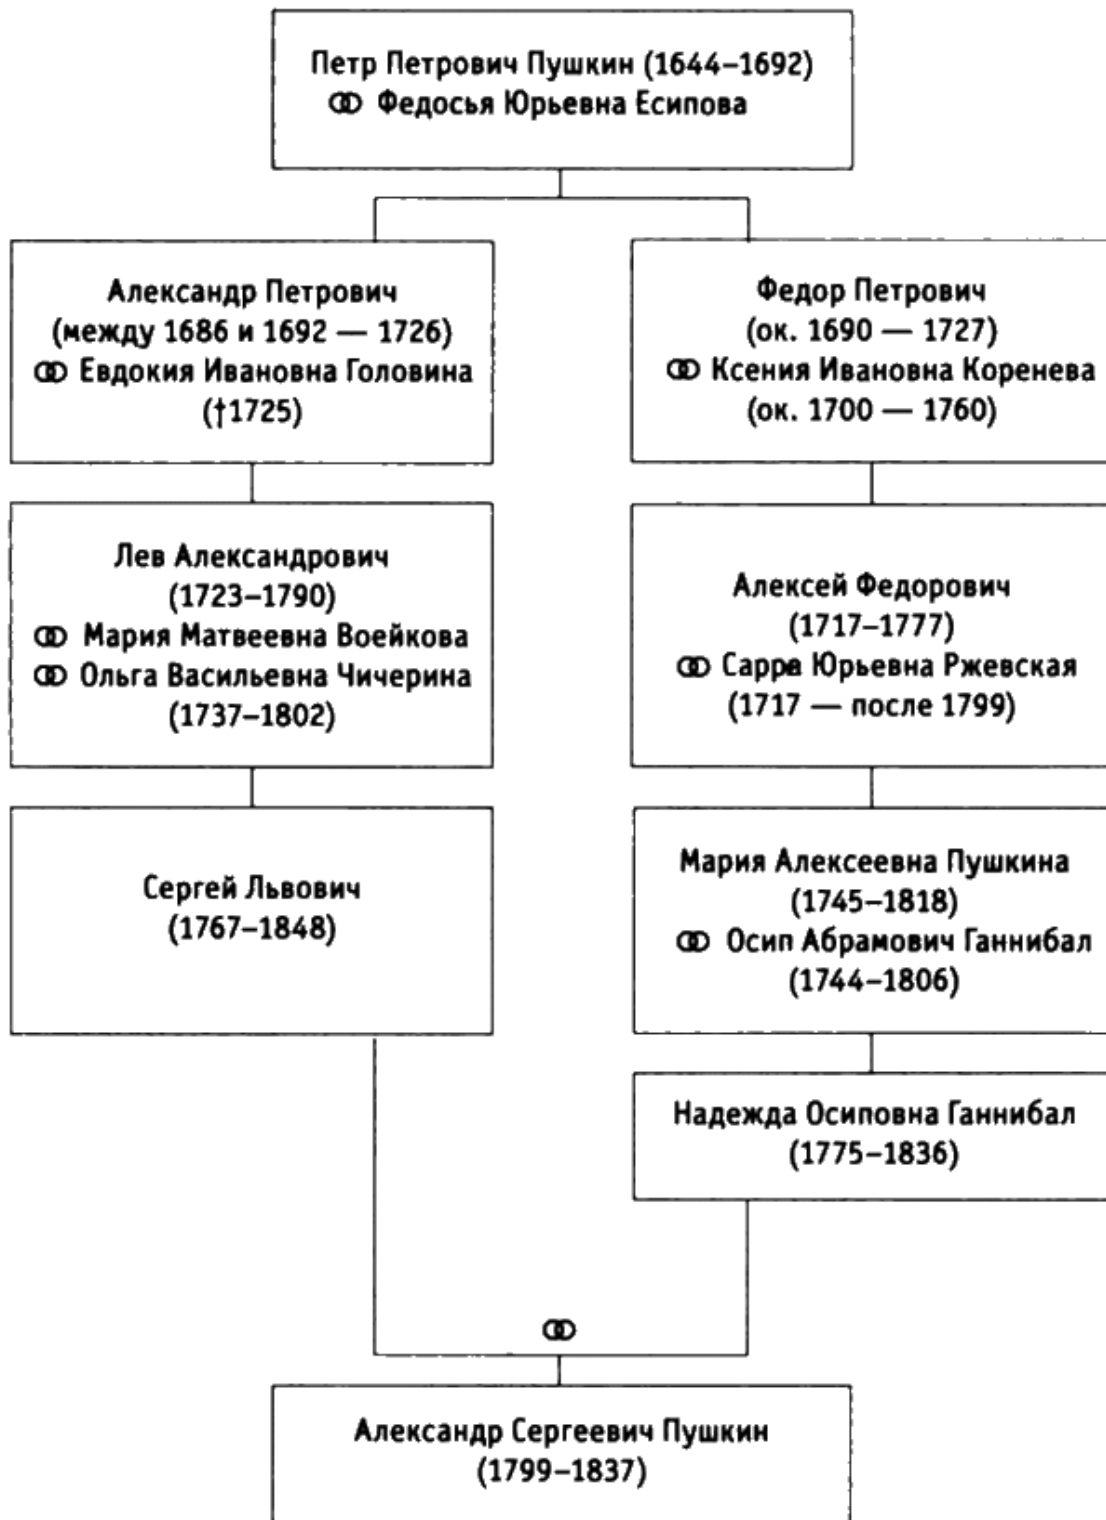 Петр Петрович Пушкин (1644–1692)
Федосья Юрьевна Есипова
Александр Петрович
(между 1686 и 1692 — 1726)
Евдокия Ивановна Головина
(†1725)
Федор Петрович
(ок. 1690 — 1727)
Ксения Ивановна Коренева
(ок. 1700 — 1760)
Лев Александрович
(1723–1790)
Мария Матвеевна Воейкова
Ольга Васильевна Чичерина
(1737–1802)
Алексей Федорович
(1717–1777)
Сарра Юрьевна Ржевская
(1717 — после 1799)
Сергей Львович
(1767–1848)
Мария Алексеевна Пушкина
(1745–1818)
Осип Абрамович Ганнибал
(1744–1806)
Надежда Осиповна Ганнибал
(1775–1836)
Александр Сергеевич Пушкин
(1799–1837)